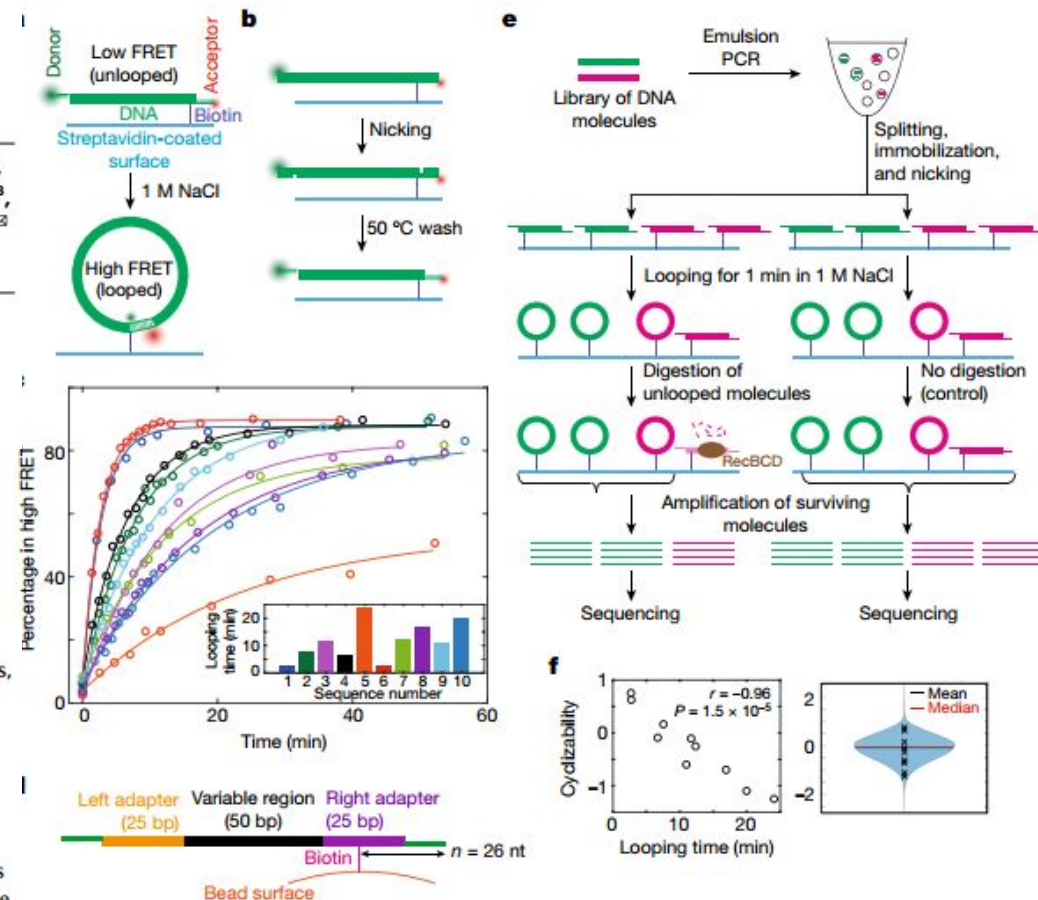 b
e
Donor
Low FRET
(unlooped)
Acceptor
DNA
Biotin
Streptavidin-coated
surface
1 M NaCl
High FRET
(looped)
Nicking
50 ºC wash
Library of DNA
molecules
Emulsion
PCR
Splitting,
immobilization,
and nicking
Looping for 1 min in 1 M NaCl
Digestion of
unlooped molecules
No digestion
(control)
RecBCD
Amplification of surviving
molecules
Sequencing
Sequencing
Percentage in high FRET
80
40
0
0
20
40
60
Time (min)
Looping
time (min)
20
10
0
1 2 3 4 5 6 7 8 9 10
Sequence number
Left adapter
(25 bp)
Variable region
(50 bp)
Right adapter
(25 bp)
Biotin
n = 26 nt
Bead surface
f
Cyclizability
1
0
–1
r = –0.96
P = 1.5 × 10⁻⁵
0
10
20
Looping time (min)
2
0
–2
Mean
Median